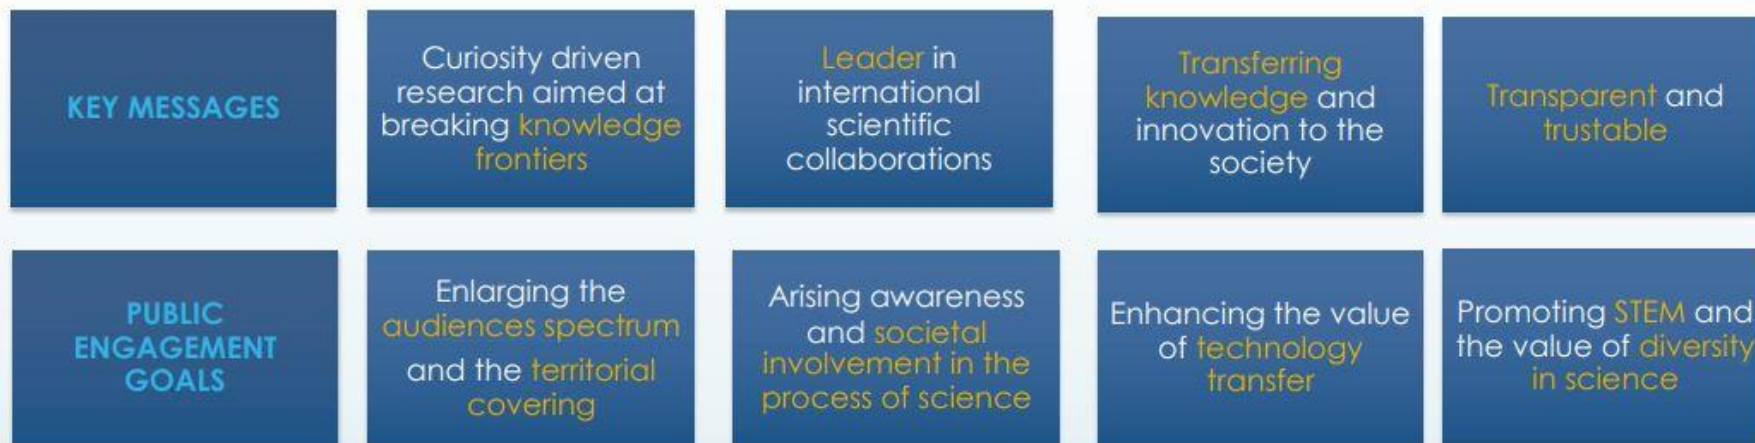 KEY MESSAGES
Curiosity driven
research aimed at
breaking knowledge
frontiers
Leader in
international
scientific
collaborations
Transferring
knowledge and
innovation to the
society
Transparent and
trustable
PUBLIC
ENGAGEMENT
GOALS
Enlarging the
audiences spectrum
and the territorial
covering
Arising awareness
and societal
involvement in the
process of science
Enhancing the value
of technology
transfer
Promoting STEM and
the value of diversity
in science